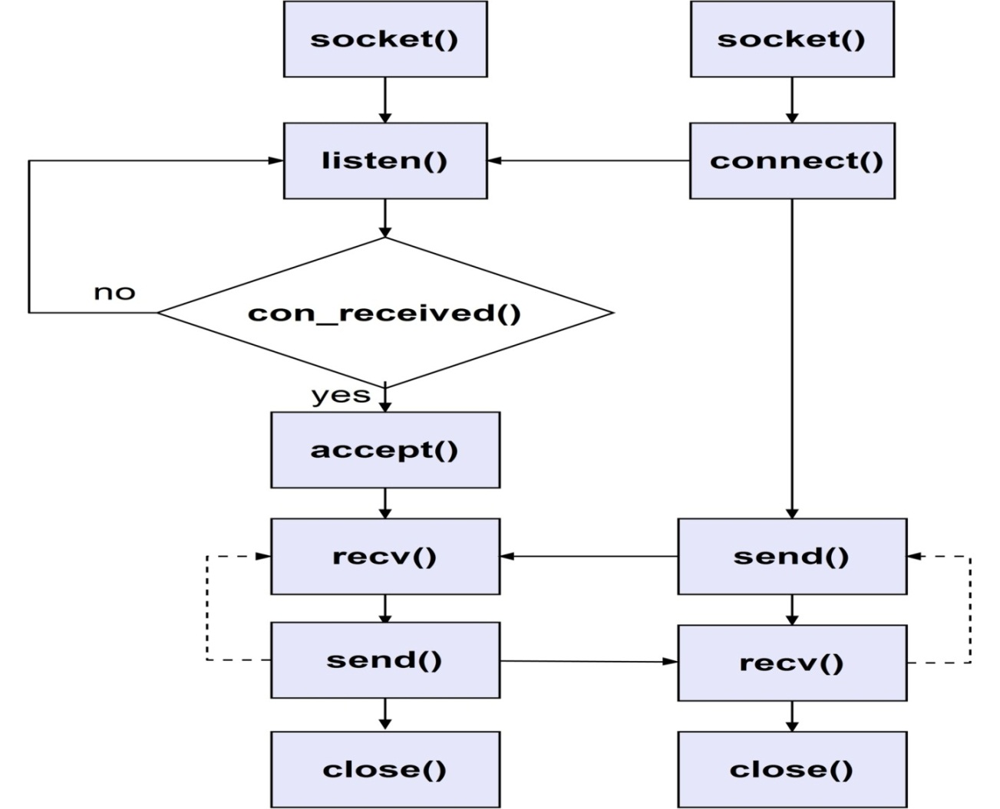 socket()
socket()
listen()
connect()
no
con_received()
yes
accept()
recv()
send()
send()
recv()
close()
close()